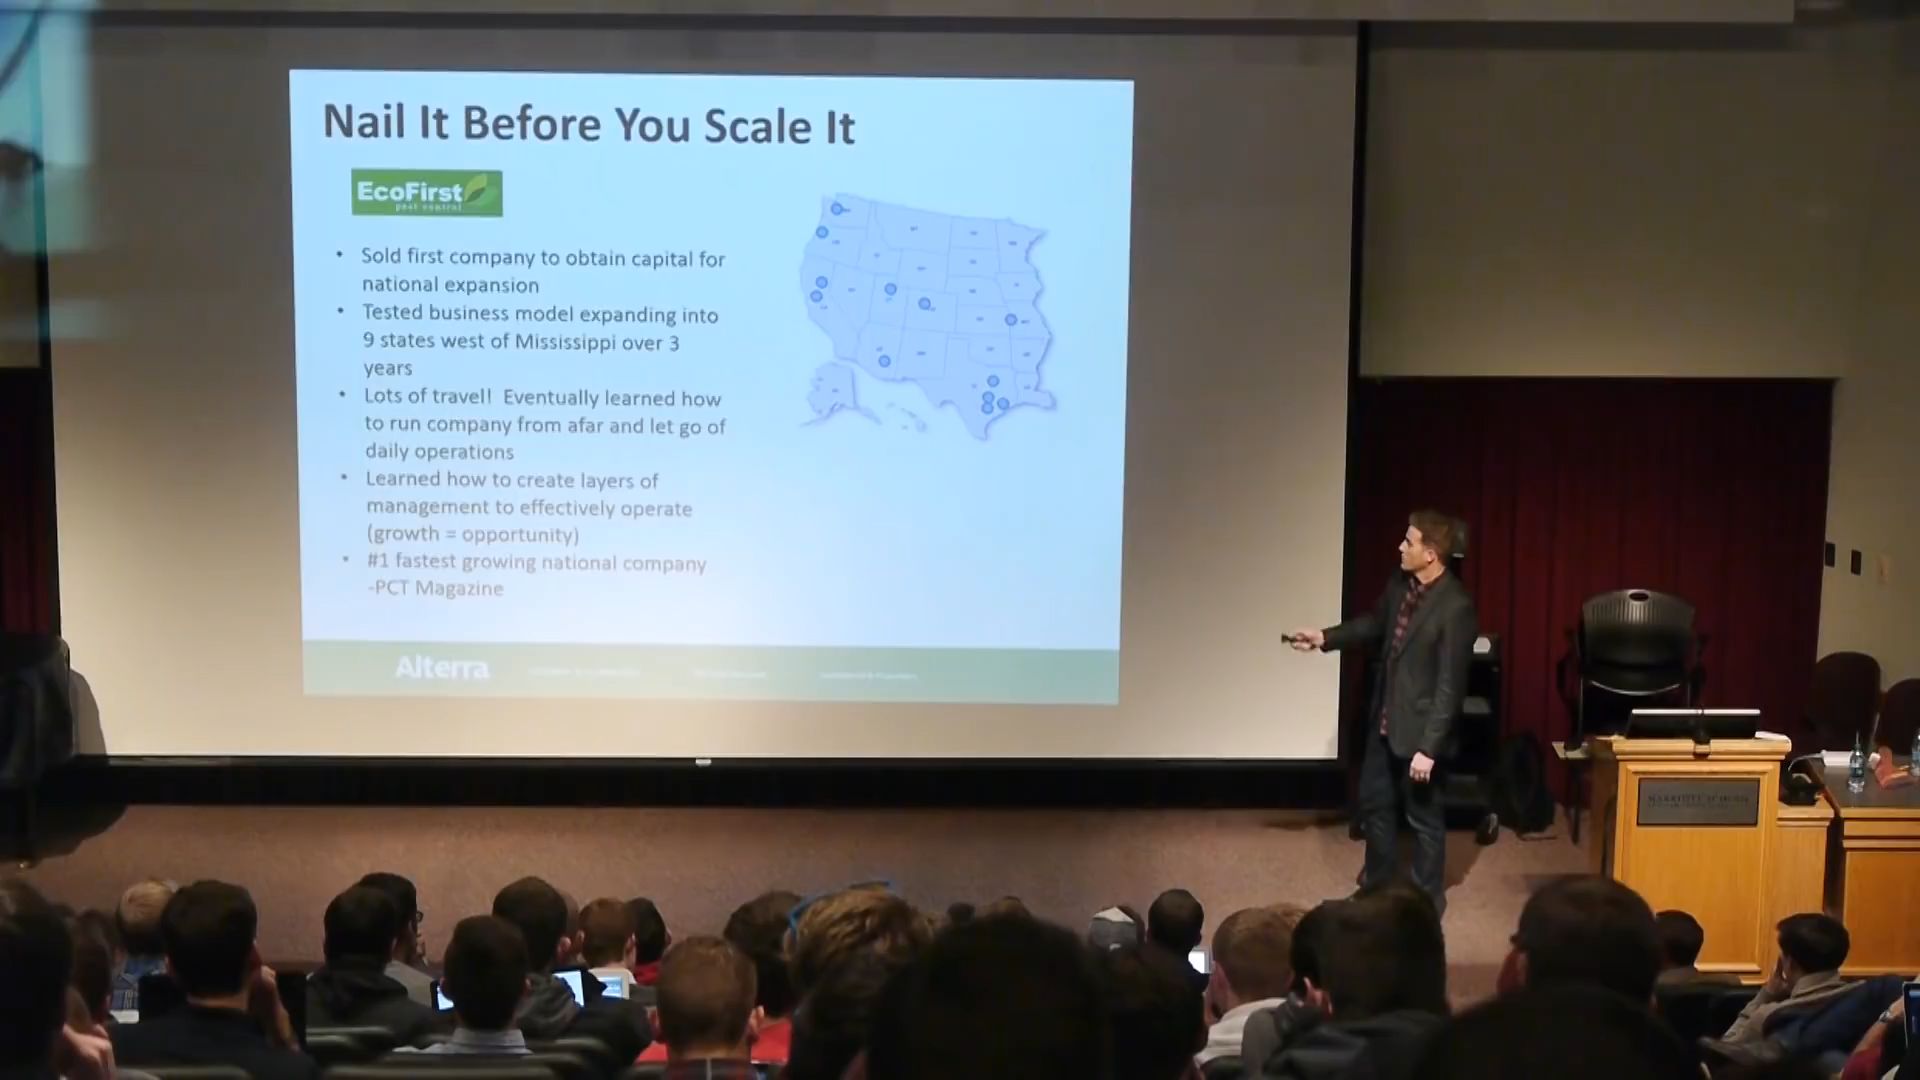 Nail It Before You Scale It
EcoFirst
pest control
• Sold first company to obtain capital for
national expansion
• Tested business model expanding into
9 states west of Mississippi over 3
years
• Lots of travel! Eventually learned how
to run company from afar and let go of
daily operations
• Learned how to create layers of
management to effectively operate
(growth = opportunity)
• #1 fastest growing national company
-PCT Magazine
Alterra
MARRIOTT SCHOOL